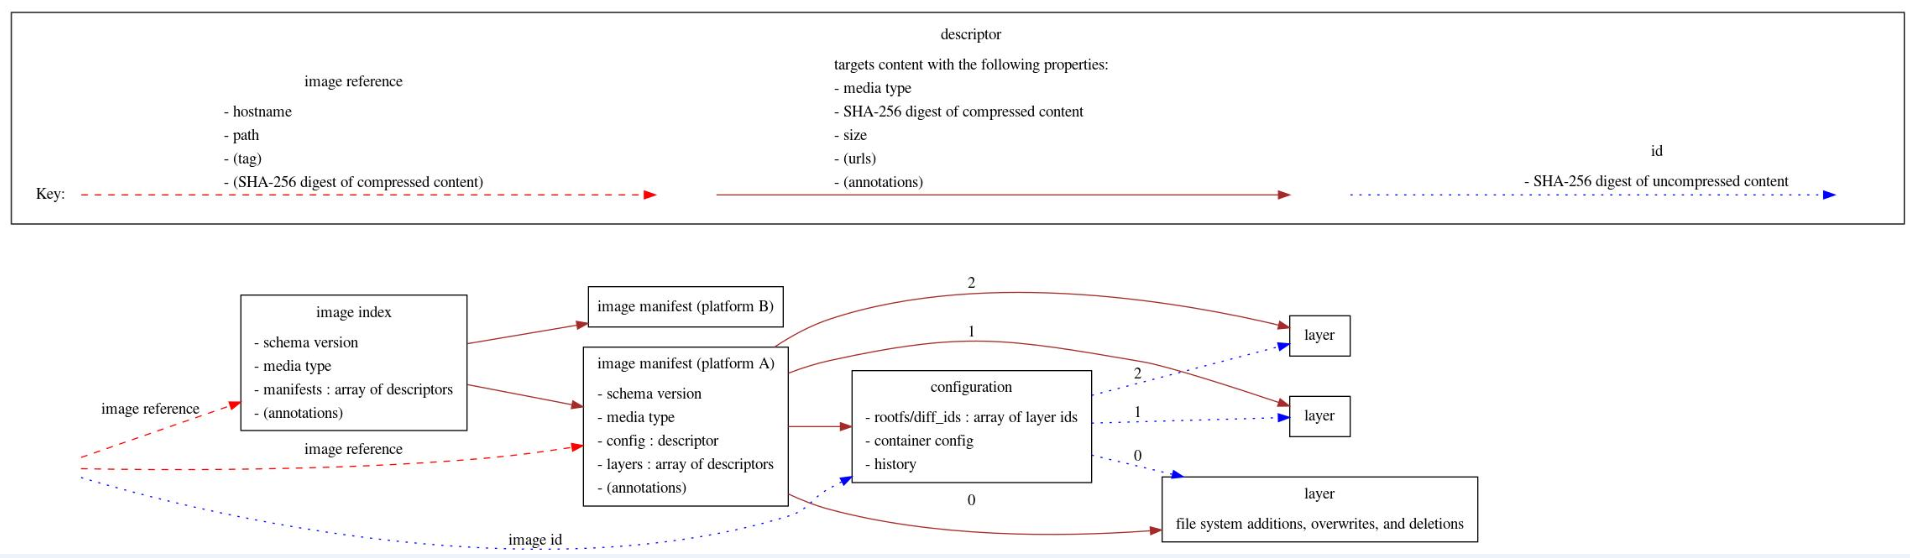 descriptor
targets content with the following properties:
- media type
- SHA-256 digest of compressed content
- size
- (urls)
- (annotations)
image reference
- hostname
- path
- (tag)
- (SHA-256 digest of compressed content)
id
- SHA-256 digest of uncompressed content
Key:
image reference
image reference
image id
image index
- schema version
- media type
- manifests : array of descriptors
- (annotations)
image manifest (platform B)
image manifest (platform A)
- schema version
- media type
- config : descriptor
- layers : array of descriptors
- (annotations)
2
1
0
configuration
- rootfs/diff_ids : array of layer ids
- container config
- history
2
1
0
layer
layer
layer
file system additions, overwrites, and deletions